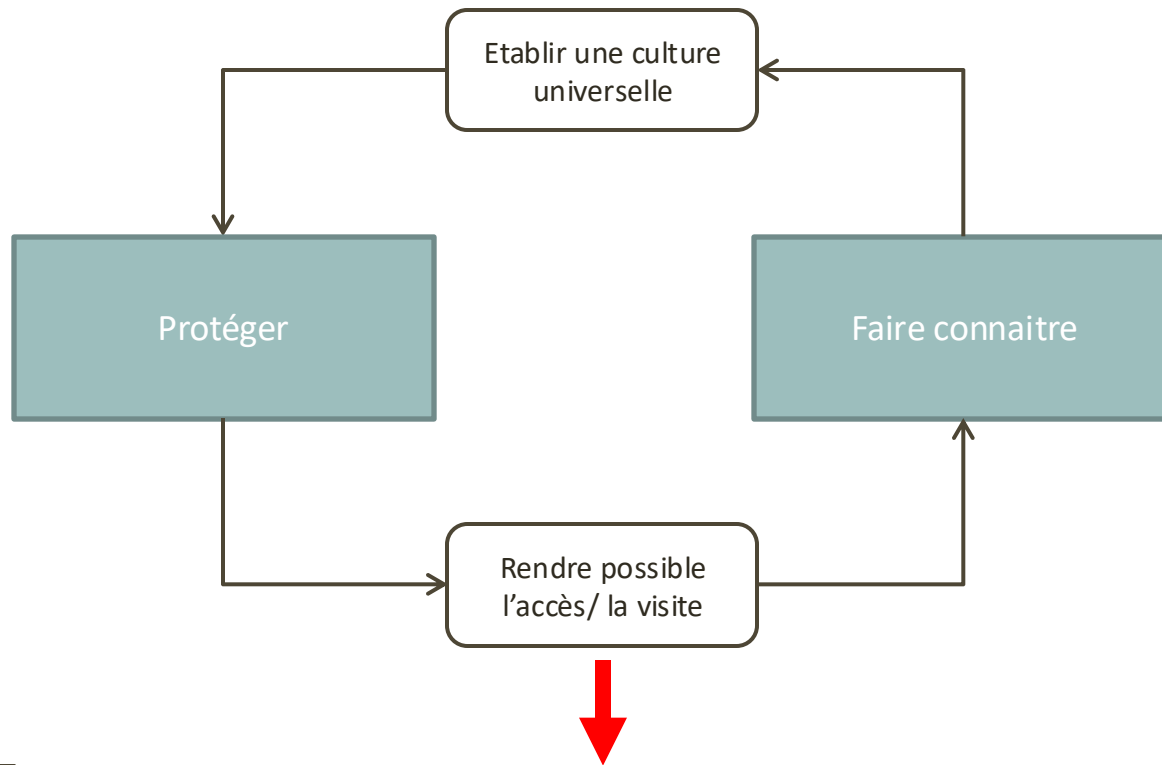 Etablir une culture
universelle
Protéger
Faire connaitre
Rendre possible
l’accès/ la visite